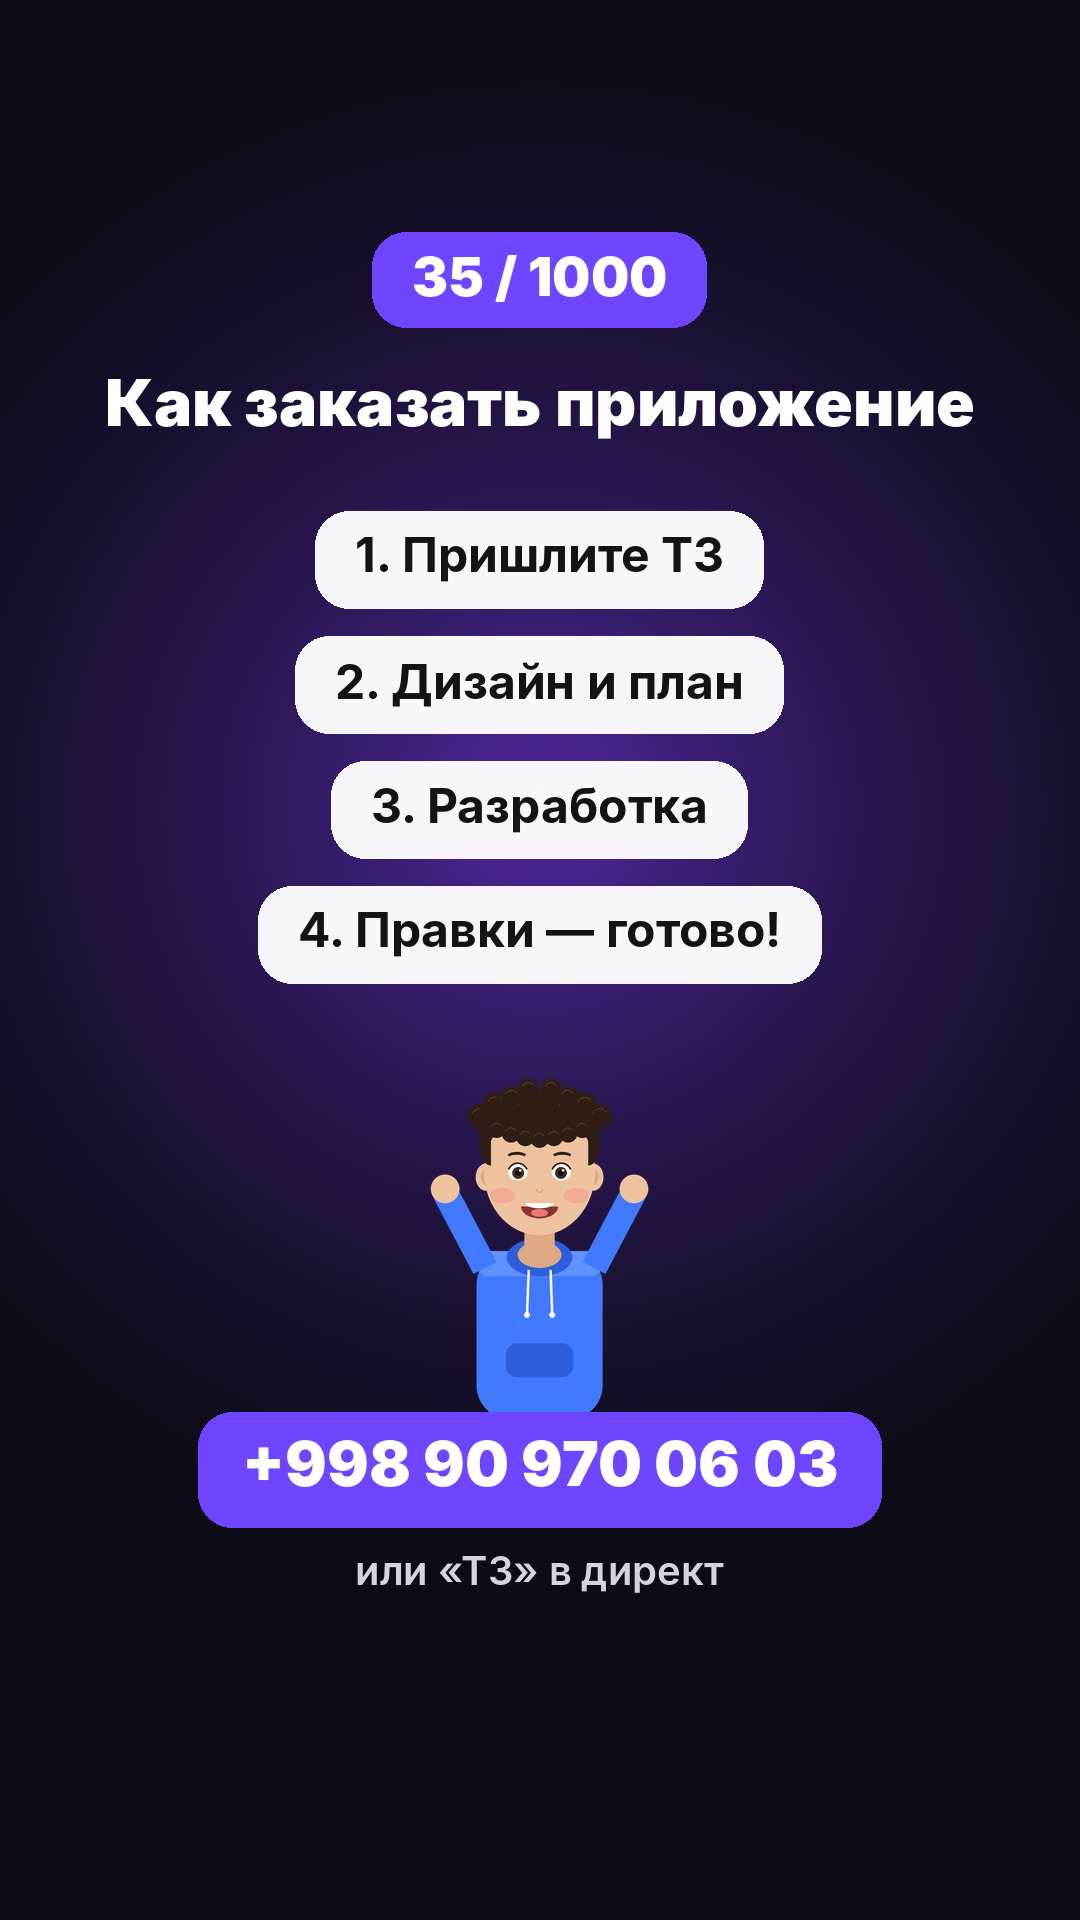 35 / 1000
Как заказать приложение
1. Пришлите ТЗ
2. Дизайн и план
3. Разработка
4. Правки — готово!
+998 90 970 06 03
или «ТЗ» в директ